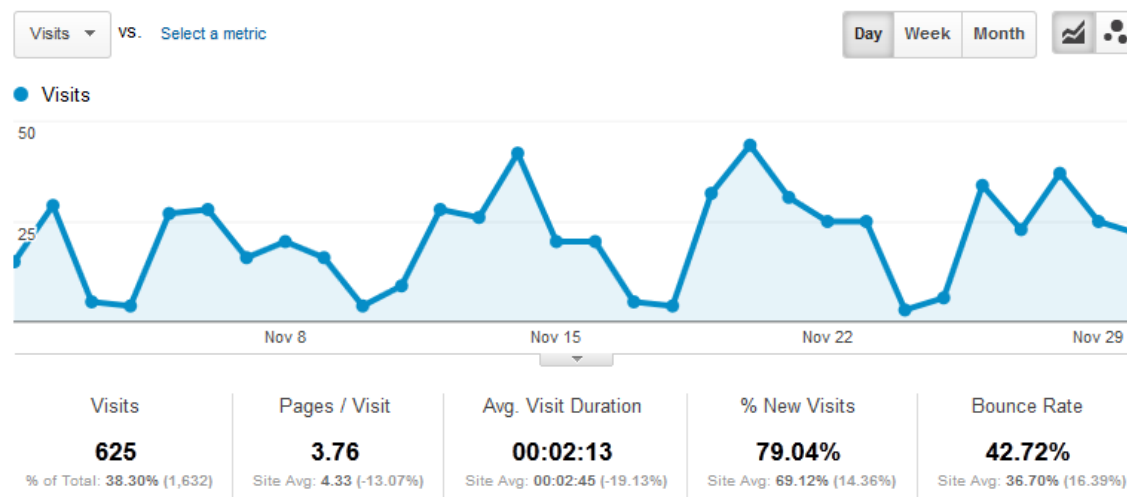 Visits vs. Select a metric Day Week Month
Visits
50
25
Nov 8 Nov 15 Nov 22 Nov 29
Visits Pages / Visit Avg. Visit Duration % New Visits Bounce Rate
625 3.76 00:02:13 79.04% 42.72%
% of Total: 38.30% (1,632) Site Avg: 4.33 (-13.07%) Site Avg: 00:02:45 (-19.13%) Site Avg: 69.12% (14.36%) Site Avg: 36.70% (16.39%)